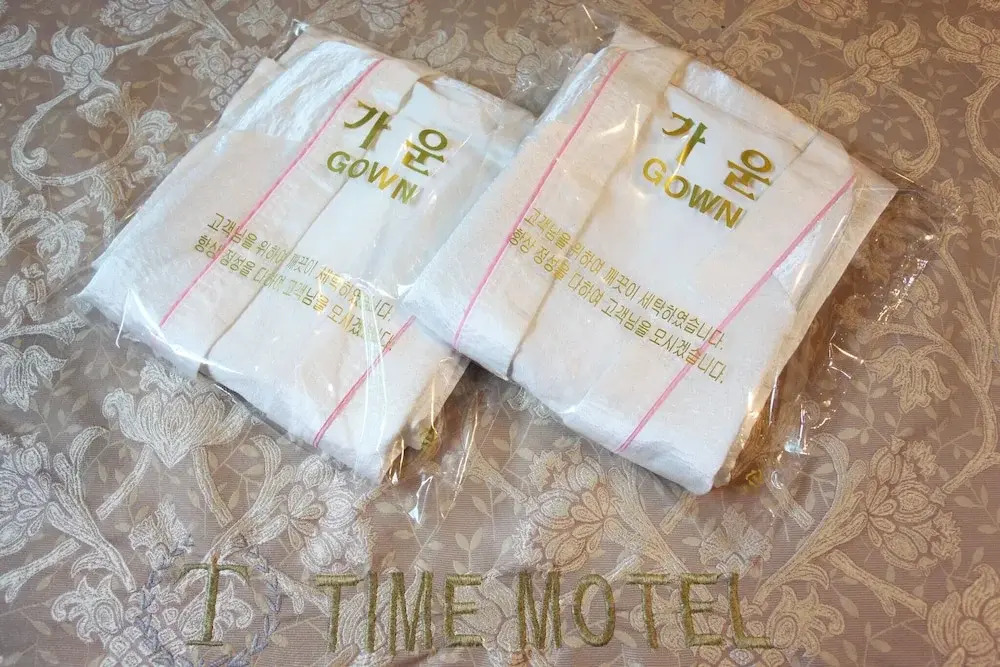 가운
GOWN
고객님을 위하여 깨끗이 세탁하였습니다.
항상 정성을 다하여 고객님을 모시겠습니다.
가운
GOWN
고객님을 위하여 깨끗이 세탁하였습니다.
항상 정성을 다하여 고객님을 모시겠습니다.
T TIME MOTEL